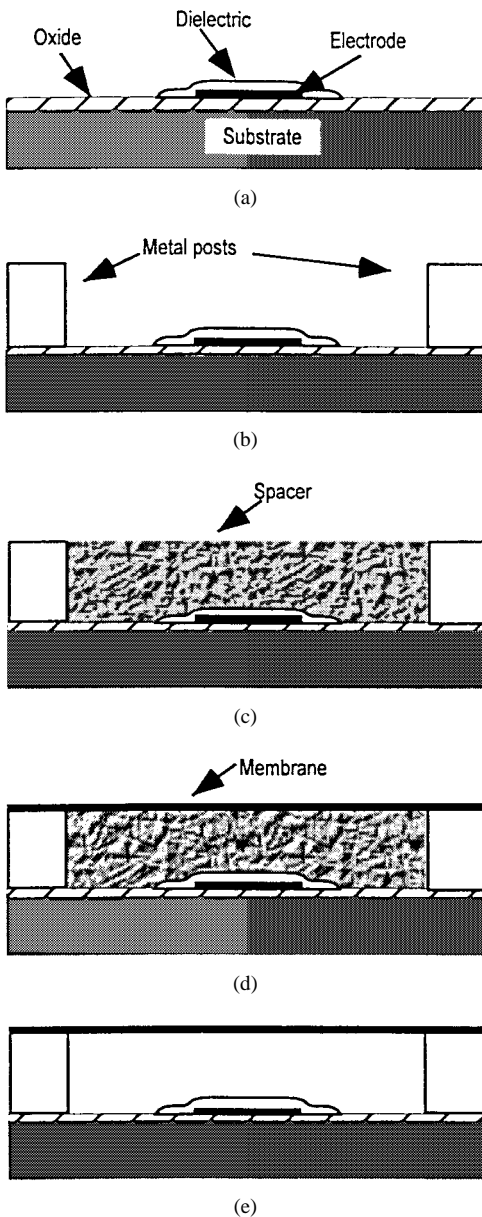 Dielectric
Oxide
Electrode
Substrate
(a)
Metal posts
(b)
Spacer
(c)
Membrane
(d)
(e)